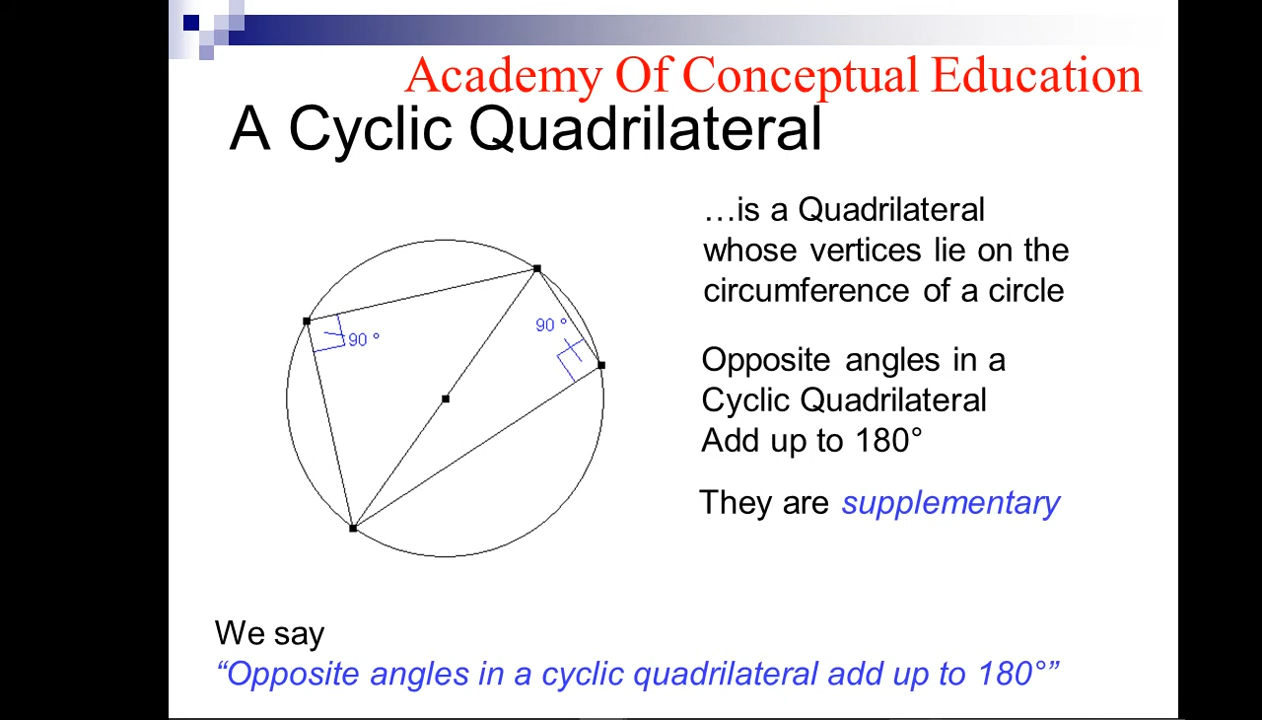 Academy Of Conceptual Education
A Cyclic Quadrilateral
…is a Quadrilateral
whose vertices lie on the
circumference of a circle
90 °
90 °
Opposite angles in a
Cyclic Quadrilateral
Add up to 180°
They are supplementary
We say
“Opposite angles in a cyclic quadrilateral add up to 180°”